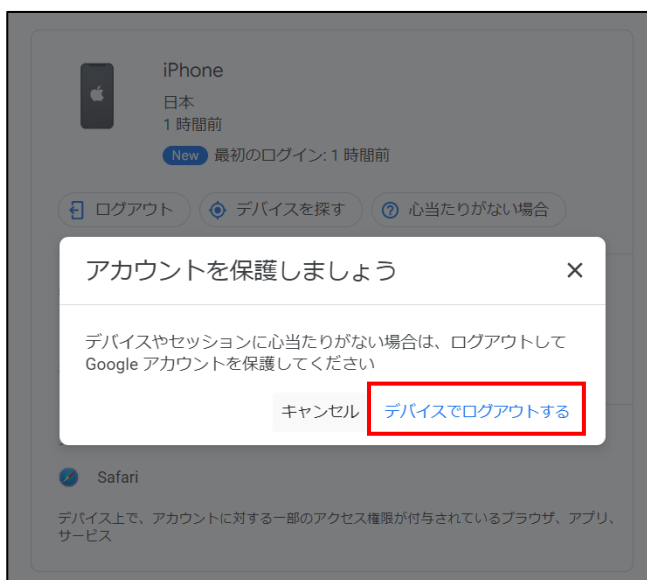 iPhone
日本
1 時間前
New 最初のログイン: 1 時間前
ログアウト デバイスを探す 心当たりがない場合
アカウントを保護しましょう
デバイスやセッションに心当たりがない場合は、ログアウトして
Google アカウントを保護してください
キャンセル デバイスでログアウトする
Safari
デバイス上で、アカウントに対する一部のアクセス権限が付与されているブラウザ、アプリ、
サービス